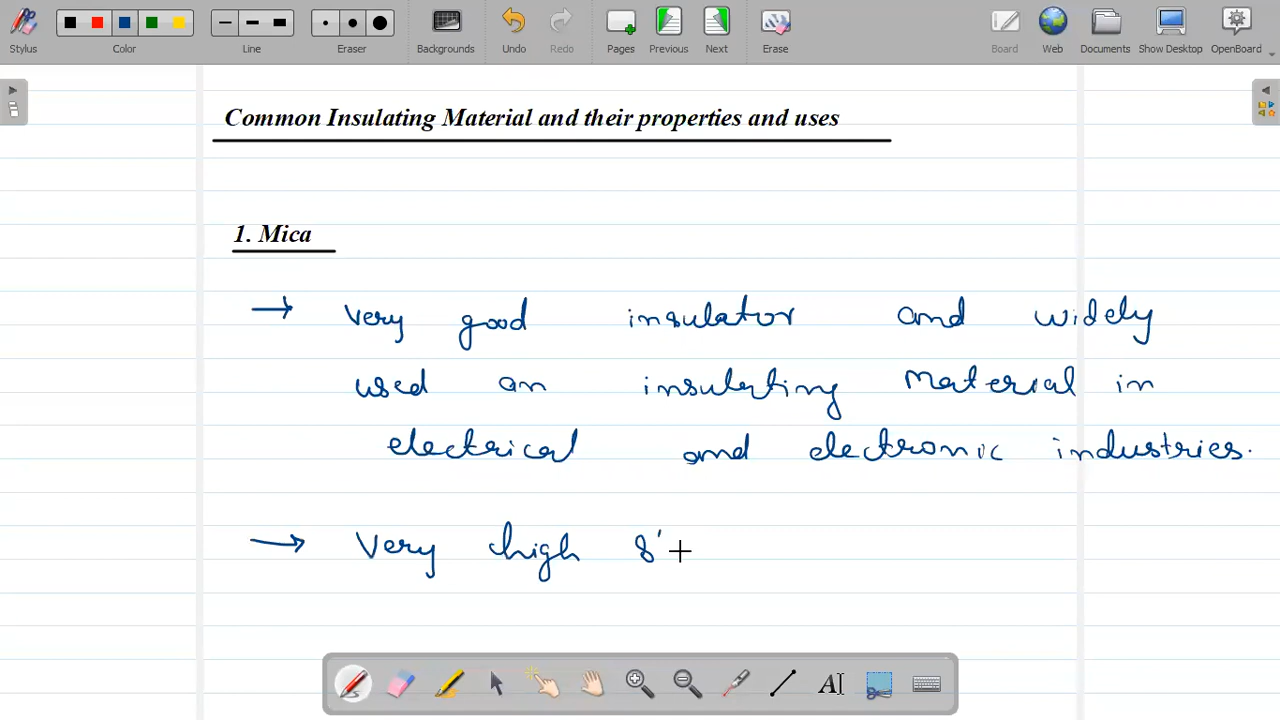 Stylus Color Line Eraser Backgrounds Undo Redo Pages Previous Next Erase Board Web Documents Show Desktop OpenBoard
Common Insulating Material and their properties and uses
1. Mica
→ Very good insulator and widely
used an insulating material in
electrical and electronic industries.
→ Very high